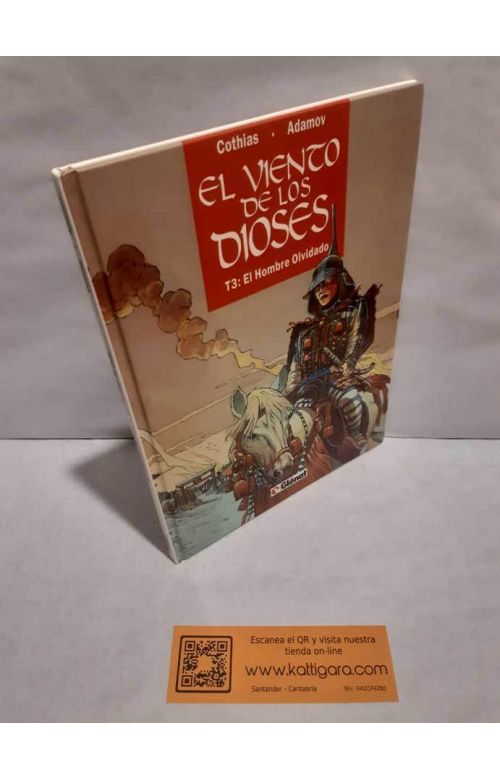 Cothias . Adamov
EL VIENTO
DE LOS
DIOSES
T3: El Hombre Olvidado
Glénat
Escanea el QR y visita nuestra
tienda on-line
www.kattigara.com
Santander - Cantabria